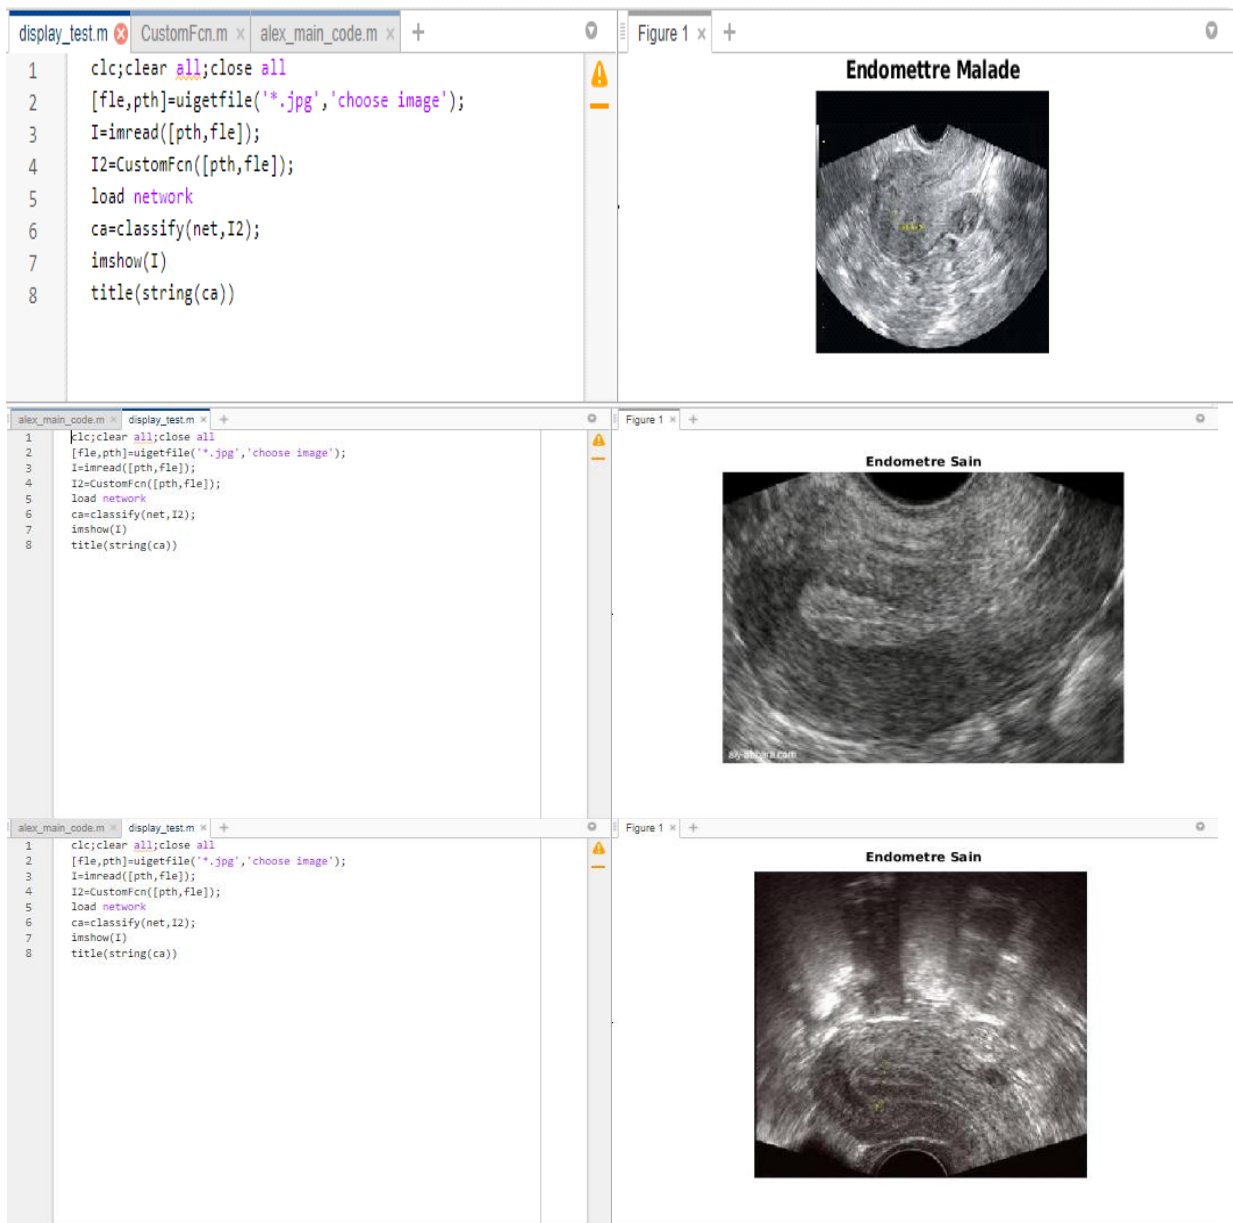 display_test.m × CustomFcn.m × alex_main_code.m × +
1 clc;clear all;close all
2 [fle,pth]=uigetfile('*.jpg','choose image');
3 I=imread([pth,fle]);
4 I2=CustomFcn([pth,fle]);
5 load network
6 ca=classify(net,I2);
7 imshow(I)
8 title(string(ca))
Figure 1 × +
Endomettre Malade
alex_main_code.m × display_test.m × +
1 clc;clear all;close all
2 [fle,pth]=uigetfile('*.jpg','choose image');
3 I=imread([pth,fle]);
4 I2=CustomFcn([pth,fle]);
5 load network
6 ca=classify(net,I2);
7 imshow(I)
8 title(string(ca))
Figure 1 × +
Endometre Sain
alex_main_code.m × display_test.m × +
1 clc;clear all;close all
2 [fle,pth]=uigetfile('*.jpg','choose image');
3 I=imread([pth,fle]);
4 I2=CustomFcn([pth,fle]);
5 load network
6 ca=classify(net,I2);
7 imshow(I)
8 title(string(ca))
Figure 1 × +
Endometre Sain